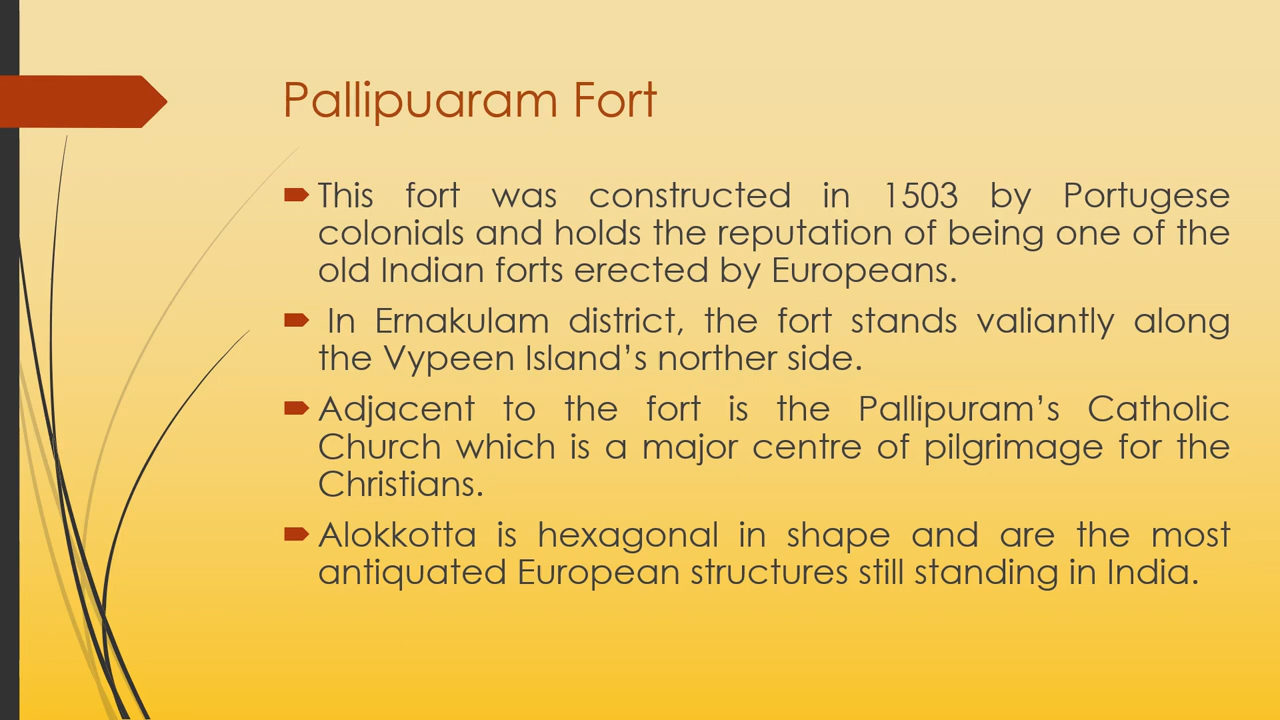 Pallipuaram Fort
This fort was constructed in 1503 by Portugese
colonials and holds the reputation of being one of the
old Indian forts erected by Europeans.
In Ernakulam district, the fort stands valiantly along
the Vypeen Island’s norther side.
Adjacent to the fort is the Pallipuram’s Catholic
Church which is a major centre of pilgrimage for the
Christians.
Alokkotta is hexagonal in shape and are the most
antiquated European structures still standing in India.